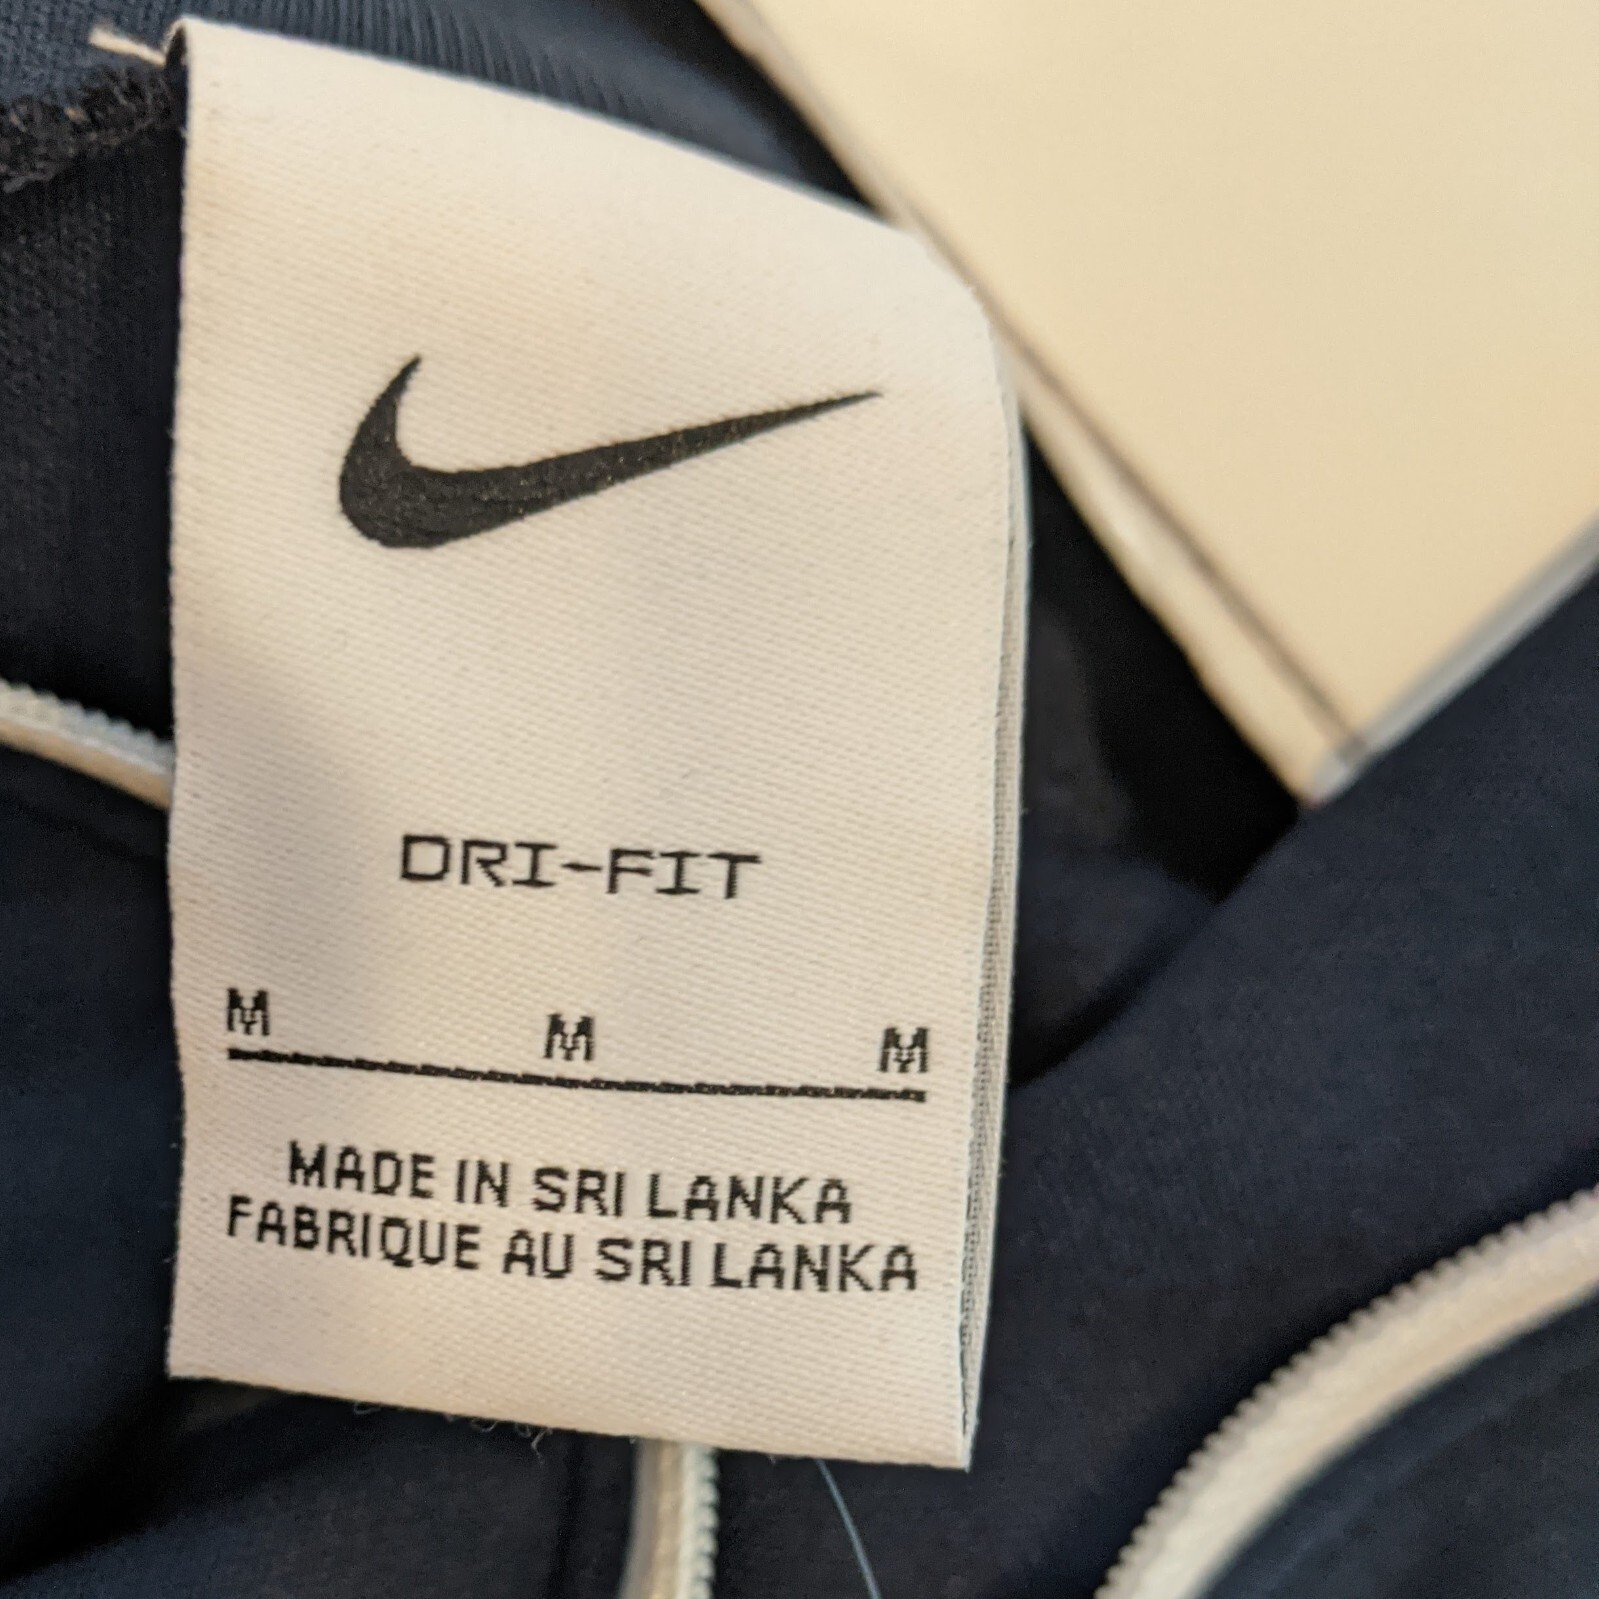 DRI-FIT
M M M
MADE IN SRI LANKA
FABRIQUE AU SRI LANKA